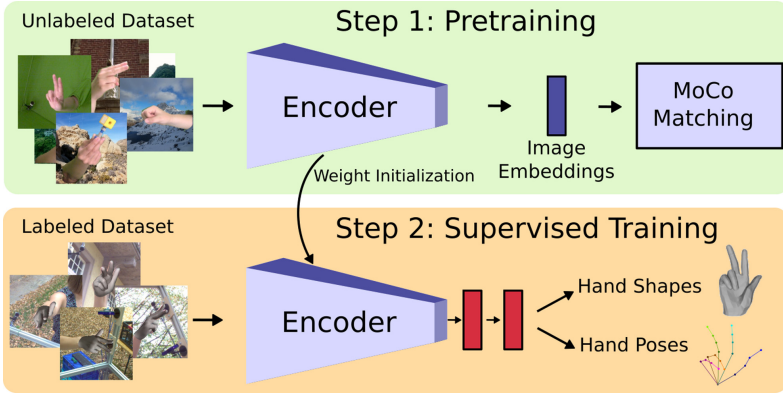 Unlabeled Dataset
Step 1: Pretraining
Encoder
Image
Embeddings
MoCo
Matching
Weight Initialization
Labeled Dataset
Step 2: Supervised Training
Encoder
Hand Shapes
Hand Poses